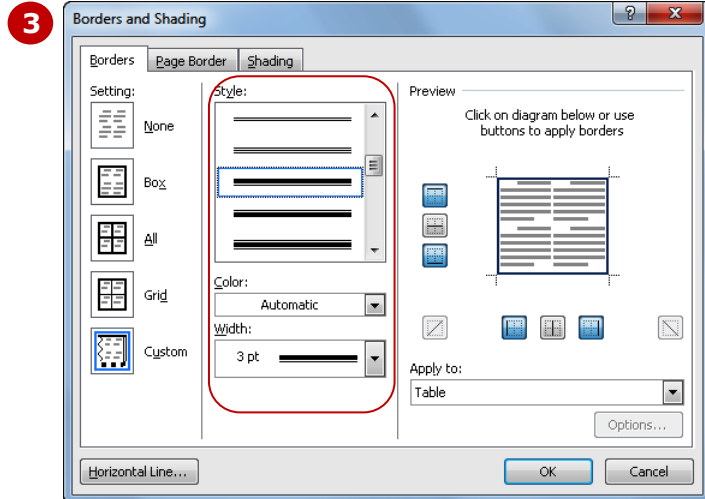 3
Borders and Shading
?
Borders Page Border Shading
Setting:
None
Box
All
Grid
Custom
Style:
Color:
Automatic
Width:
3 pt
Preview
Click on diagram below or use
buttons to apply borders
Apply to:
Table
Options...
Horizontal Line...
OK Cancel